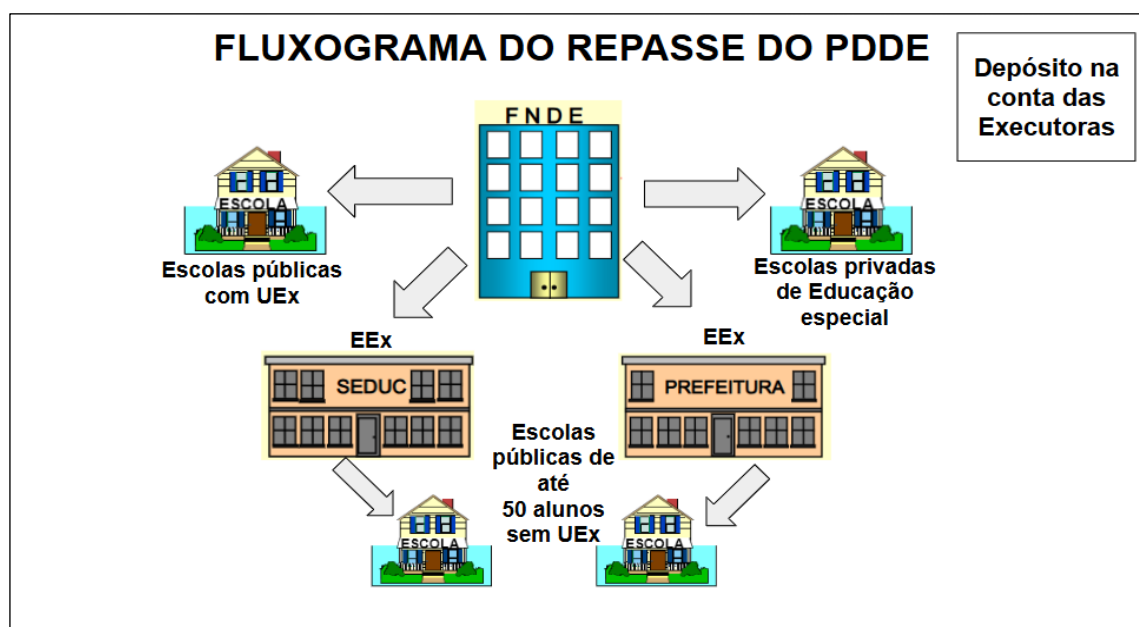 FLUXOGRAMA DO REPASSE DO PDDE
Depósito na
conta das
Executoras
FNDE
ESCOLA
Escolas públicas
com UEx
ESCOLA
Escolas privadas
de Educação
especial
EEx
SEDUC
EEx
PREFEITURA
Escolas
públicas de
até
50 alunos
sem UEx
ESCOLA
ESCOLA